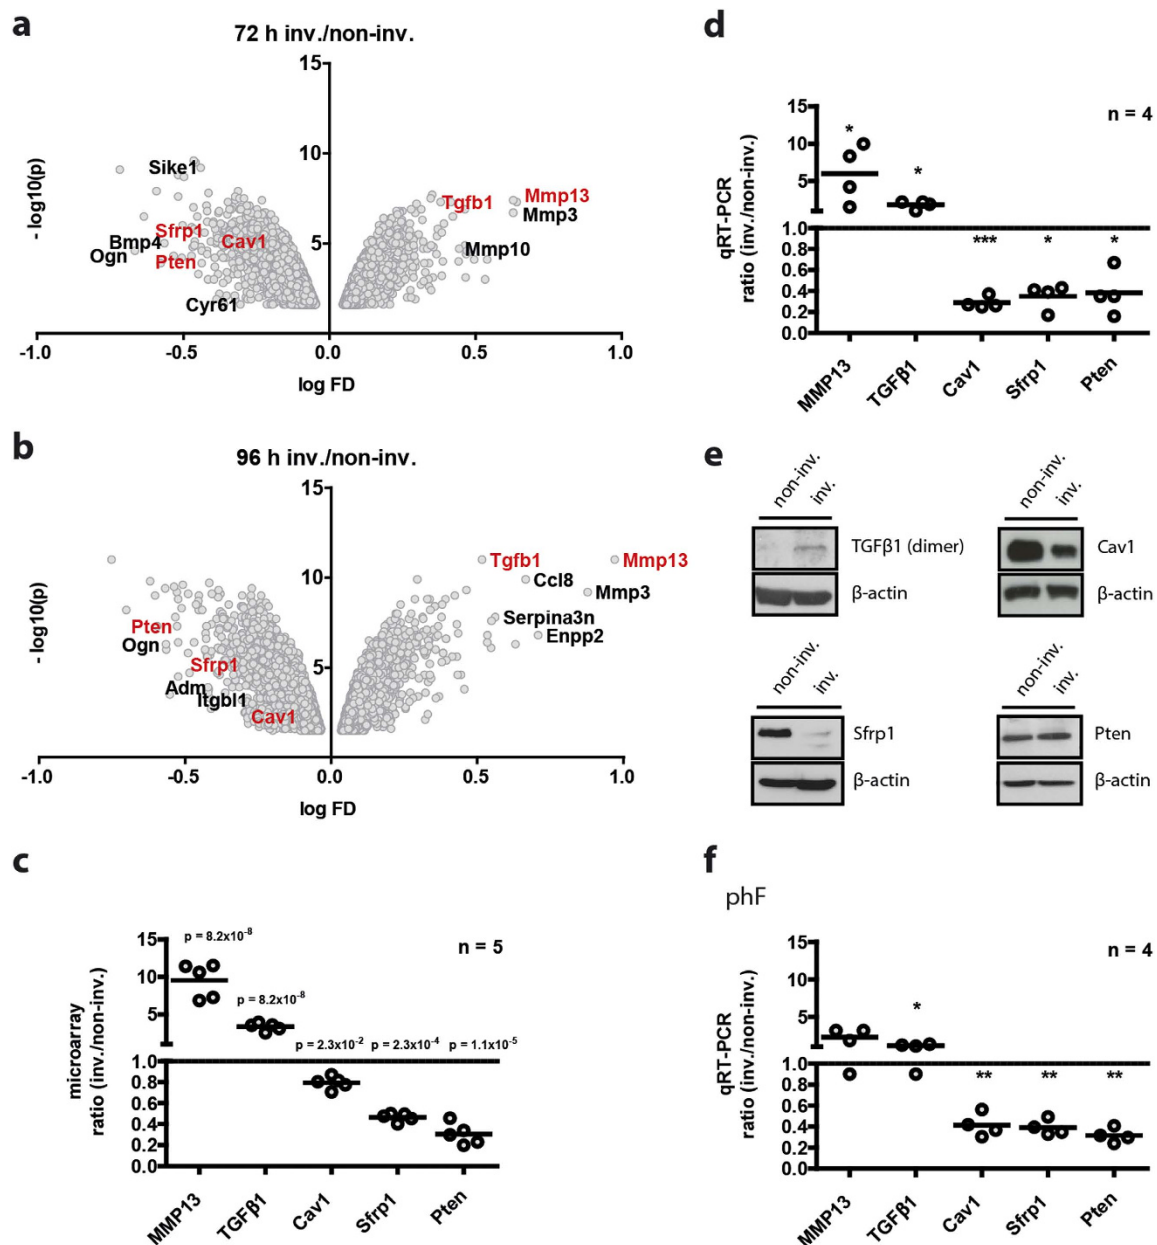 a
72 h inv./non-inv.
15
10
5
- log10(p)
Sike1
Tgfb1
Mmp13
Mmp3
Sfrp1
Bmp4
Cav1
Ogn
Pten
Mmp10
Cyr61
-1.0 -0.5 0.0 0.5 1.0
log FD
b
96 h inv./non-inv.
15
10
5
- log10(p)
Tgfb1
Mmp13
Ccl8
Mmp3
Pten
Serpina3n
Ogn
Enpp2
Sfrp1
Adm
Itgbl1
Cav1
-1.0 -0.5 0.0 0.5 1.0
log FD
c
microarray
ratio (inv./non-inv.)
15
10
5
1.0
0.8
0.6
0.4
0.2
0.0
n = 5
p = 8.2x10-8
p = 8.2x10-8
p = 2.3x10-2 p = 2.3x10-4 p = 1.1x10-5
MMP13 TGFβ1 Cav1 Sfrp1 Pten
d
qRT-PCR
ratio (inv./non-inv.)
15
10
5
1.0
0.8
0.6
0.4
0.2
0.0
n = 4
*
*
*** * *
MMP13 TGFβ1 Cav1 Sfrp1 Pten
e
non-inv. inv.
TGFβ1 (dimer)
β-actin
non-inv. inv.
Cav1
β-actin
non-inv. inv.
Sfrp1
β-actin
non-inv. inv.
Pten
β-actin
f
phF
qRT-PCR
ratio (inv./non-inv.)
15
10
5
1.0
0.8
0.6
0.4
0.2
0.0
n = 4
*
** ** **
MMP13 TGFβ1 Cav1 Sfrp1 Pten